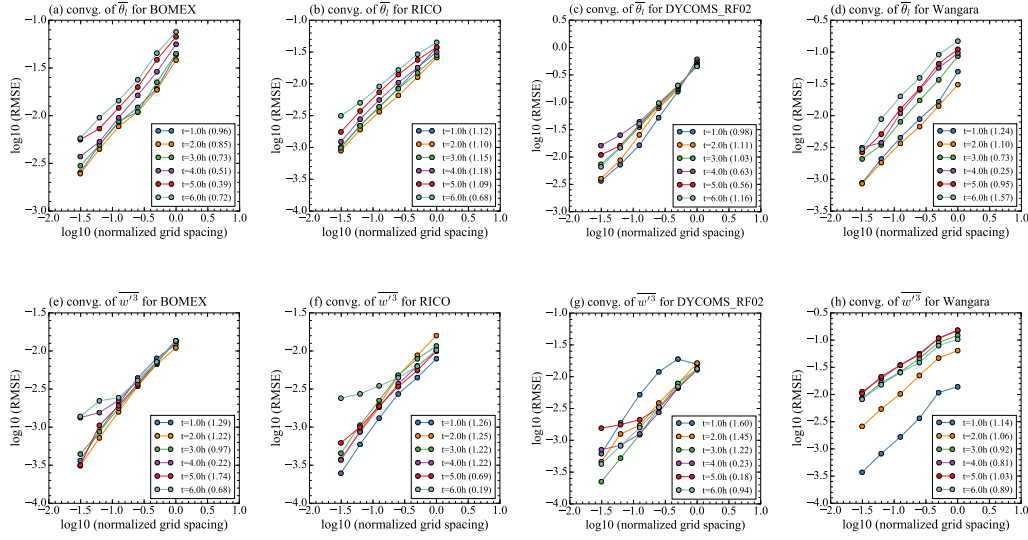 (a) convg. of θ̅_l for BOMEX
log10 (RMSE)
−1.0
−1.5
−2.0
−2.5
−3.0
−2.0 −1.5 −1.0 −0.5 0.0 0.5 1.0
log10 (normalized grid spacing)
t=1.0h (0.96)
t=2.0h (0.85)
t=3.0h (0.73)
t=4.0h (0.51)
t=5.0h (0.39)
t=6.0h (0.72)
(b) convg. of θ̅_l for RICO
log10 (RMSE)
−1.0
−1.5
−2.0
−2.5
−3.0
−3.5
−4.0
−2.0 −1.5 −1.0 −0.5 0.0 0.5 1.0
log10 (normalized grid spacing)
t=1.0h (1.12)
t=2.0h (1.10)
t=3.0h (1.15)
t=4.0h (1.18)
t=5.0h (1.09)
t=6.0h (0.68)
(c) convg. of θ̅_l for DYCOMS_RF02
log10 (RMSE)
0.5
0.0
−0.5
−1.0
−1.5
−2.0
−2.5
−3.0
−2.0 −1.5 −1.0 −0.5 0.0 0.5 1.0
log10 (normalized grid spacing)
t=1.0h (0.98)
t=2.0h (1.11)
t=3.0h (1.03)
t=4.0h (0.63)
t=5.0h (0.56)
t=6.0h (1.16)
(d) convg. of θ̅_l for Wangara
log10 (RMSE)
−0.5
−1.0
−1.5
−2.0
−2.5
−3.0
−3.5
−2.0 −1.5 −1.0 −0.5 0.0 0.5 1.0
log10 (normalized grid spacing)
t=1.0h (1.24)
t=2.0h (1.10)
t=3.0h (0.73)
t=4.0h (0.25)
t=5.0h (0.95)
t=6.0h (1.57)
(e) convg. of w′³ for BOMEX
log10 (RMSE)
−1.5
−2.0
−2.5
−3.0
−3.5
−4.0
−2.0 −1.5 −1.0 −0.5 0.0 0.5 1.0
log10 (normalized grid spacing)
t=1.0h (1.29)
t=2.0h (1.22)
t=3.0h (0.97)
t=4.0h (0.22)
t=5.0h (1.74)
t=6.0h (0.68)
(f) convg. of w′³ for RICO
log10 (RMSE)
−1.5
−2.0
−2.5
−3.0
−3.5
−4.0
−2.0 −1.5 −1.0 −0.5 0.0 0.5 1.0
log10 (normalized grid spacing)
t=1.0h (1.26)
t=2.0h (1.25)
t=3.0h (1.22)
t=4.0h (1.22)
t=5.0h (0.69)
t=6.0h (0.19)
(g) convg. of w′³ for DYCOMS_RF02
log10 (RMSE)
−1.0
−1.5
−2.0
−2.5
−3.0
−3.5
−4.0
−2.0 −1.5 −1.0 −0.5 0.0 0.5 1.0
log10 (normalized grid spacing)
t=1.0h (1.60)
t=2.0h (1.45)
t=3.0h (1.22)
t=4.0h (0.23)
t=5.0h (0.18)
t=6.0h (0.94)
(h) convg. of w′³ for Wangara
log10 (RMSE)
−0.5
−1.0
−1.5
−2.0
−2.5
−3.0
−3.5
−4.0
−2.0 −1.5 −1.0 −0.5 0.0 0.5 1.0
log10 (normalized grid spacing)
t=1.0h (1.14)
t=2.0h (1.06)
t=3.0h (0.92)
t=4.0h (0.81)
t=5.0h (1.03)
t=6.0h (0.89)